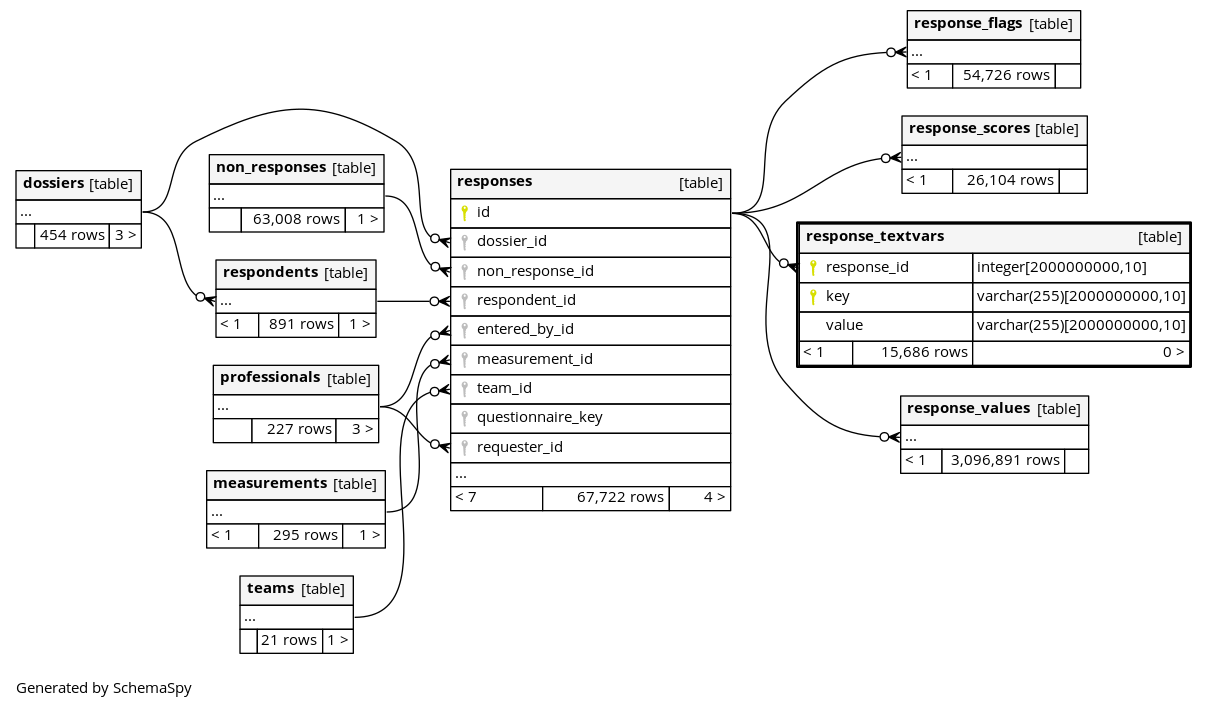 response_flags [table]
...
< 1 54,726 rows
response_scores [table]
...
< 1 26,104 rows
dossiers [table]
...
454 rows 3 >
non_responses [table]
...
63,008 rows 1 >
respondents [table]
...
< 1 891 rows 1 >
professionals [table]
...
227 rows 3 >
measurements [table]
...
< 1 295 rows 1 >
teams [table]
...
21 rows 1 >
responses [table]
id
dossier_id
non_response_id
respondent_id
entered_by_id
measurement_id
team_id
questionnaire_key
requester_id
...
< 7 67,722 rows 4 >
response_textvars [table]
response_id integer[2000000000,10]
key varchar(255)[2000000000,10]
value varchar(255)[2000000000,10]
< 1 15,686 rows 0 >
response_values [table]
...
< 1 3,096,891 rows
Generated by SchemaSpy